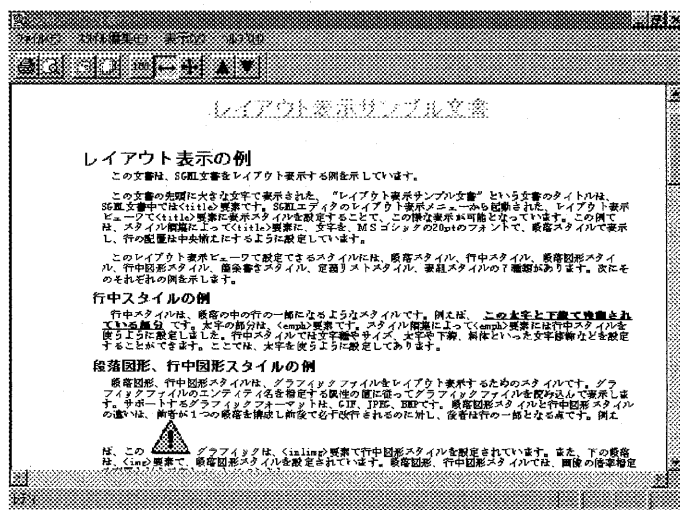 ファイル(F) スタイル編集(E) 表示(V) ヘルプ(H)
100
レイアウト表示サンプル文書
レイアウト表示の例
この文書は、SGML文書をレイアウト表示する例を示しています。
この文書の先頭に大きな文字で表示された、“レイアウト表示サンプル文書”という文書のタイトルは、
SGML文書中では<title>要素です。SGMLエディタのレイアウト表示メニューから起動された、レイアウト表示
ビューワで<title>要素に表示スタイルを設定することで、この様な表示が可能となっています。この例で
は、スタイル編集によって<title>要素に、文字を、MSゴシックの20ptのフォントで、段落スタイルで表示
し、行の配置は中央揃えにするように設定しています。
このレイアウト表示ビューワで設定できるスタイルには、段落スタイル、行中スタイル、段落図形スタイ
ル、行中図形スタイル、箇条書きスタイル、定義リストスタイル、表組スタイルの7種類があります。次にそ
のそれぞれの例を示します。
行中スタイルの例
行中スタイルは、段落の中の行の一部になるようなスタイルです。例えば、この太字と下線で強調され
ている部分です。太字の部分は、<emph>要素です。スタイル編集によって<emph>要素には行中スタイルを
使うように設定しました。行中スタイルでは文字種やサイズ、太字や下線、斜体といった文字修飾などを設定
することができます。ここでは、太字を使うように設定してあります。
段落図形、行中図形スタイルの例
段落図形、行中図形スタイルは、グラフィックファイルをレイアウト表示するためのスタイルです。グラ
フィックファイルのエンティティ名を指定する属性の値に従ってグラフィックファイルを読み込んで表示しま
す。サポートするグラフィックフォーマットは、GIF、JPEG、BMPです。段落図形スタイルと行中図形スタイル
の違いは、前者が1つの段落を構成し前後で必ず改行されるのに対し、後者は行の一部となる点です。例え
ば、この グラフィックは、<inlimg>要素で行中図形スタイルを設定されています。また、下の段落
は、<img>要素で、段落図形スタイルを設定されています。段落図形、行中図形スタイルでは、画像の倍率指定